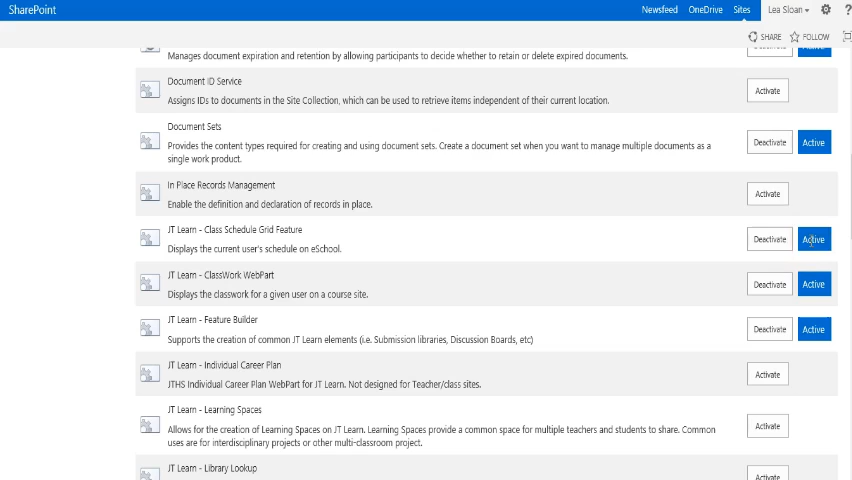 SharePoint Newsfeed OneDrive Sites Lea Sloan ?
SHARE FOLLOW
Manages document expiration and retention by allowing participants to decide whether to retain or delete expired documents. Deactivate Active
Document ID Service
Assigns IDs to documents in the Site Collection, which can be used to retrieve items independent of their current location. Activate
Document Sets
Provides the content types required for creating and using document sets. Create a document set when you want to manage multiple documents as a Deactivate Active
single work product.
In Place Records Management
Enable the definition and declaration of records in place. Activate
JT Learn - Class Schedule Grid Feature
Displays the current user's schedule on eSchool. Deactivate Active
JT Learn - ClassWork WebPart
Displays the classwork for a given user on a course site. Deactivate Active
JT Learn - Feature Builder
Supports the creation of common JT Learn elements (i.e. Submission libraries, Discussion Boards, etc) Deactivate Active
JT Learn - Individual Career Plan
JTHS Individual Career Plan WebPart for JT Learn. Not designed for Teacher/class sites. Activate
JT Learn - Learning Spaces
Allows for the creation of Learning Spaces on JT Learn. Learning Spaces provide a common space for multiple teachers and students to share. Common Activate
uses are for interdisciplinary projects or other multi-classroom project.
JT Learn - Library Lookup
Activate